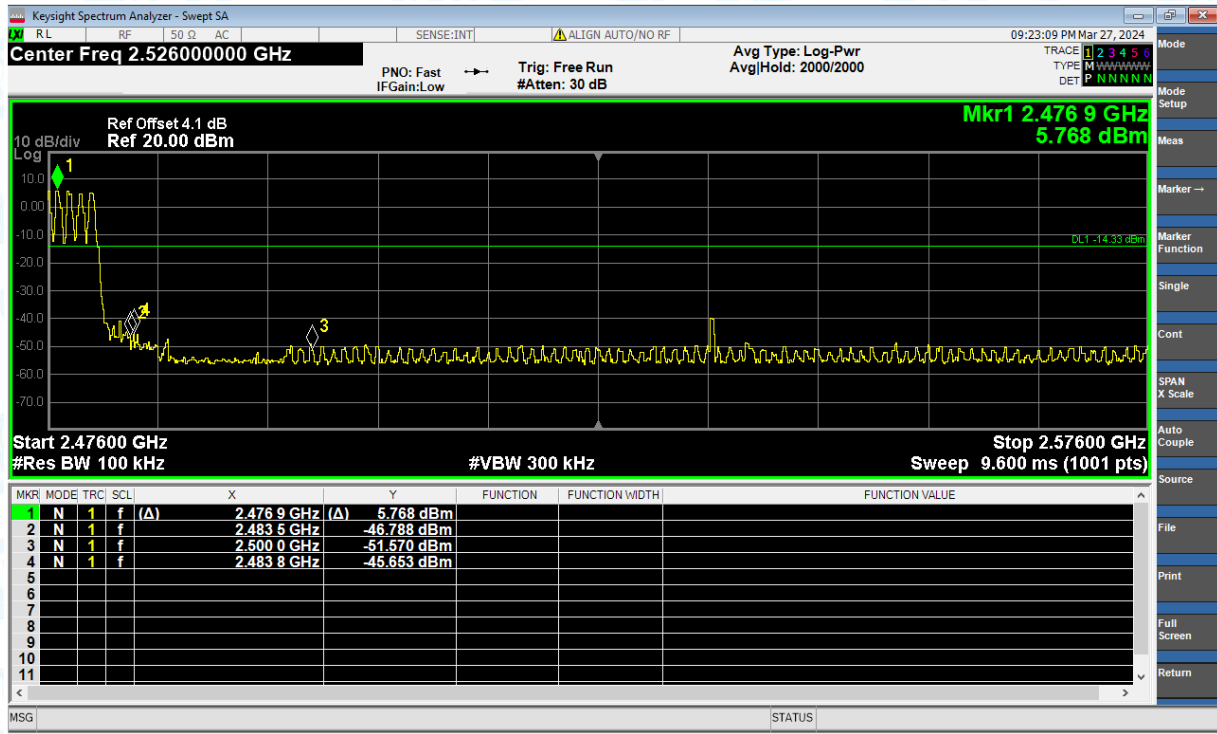 Keysight Spectrum Analyzer - Swept SA
LXI RL RF 50 Ω AC SENSE:INT ALIGN AUTO/NO RF 09:23:09 PM Mar 27, 2024
Center Freq 2.526000000 GHz
PNO: Fast
IFGain:Low
Trig: Free Run
#Atten: 30 dB
Avg Type: Log-Pwr
Avg|Hold: 2000/2000
TRACE 1 2 3 4 5 6
TYPE M WWWWW
DET P N N N N N
Mkr1 2.476 9 GHz
5.768 dBm
Ref Offset 4.1 dB
10 dB/div Ref 20.00 dBm
Log
1
10.0
0.00
-10.0
DL1 -14.33 dBm
-20.0
-30.0
-40.0
2 4
3
-50.0
-60.0
-70.0
Start 2.47600 GHz Stop 2.57600 GHz
#Res BW 100 kHz #VBW 300 kHz Sweep 9.600 ms (1001 pts)
MKR MODE TRC SCL X Y FUNCTION FUNCTION WIDTH FUNCTION VALUE
1 N 1 f (Δ) 2.476 9 GHz (Δ) 5.768 dBm
2 N 1 f 2.483 5 GHz -46.788 dBm
3 N 1 f 2.500 0 GHz -51.570 dBm
4 N 1 f 2.483 8 GHz -45.653 dBm
5
6
7
8
9
10
11
MSG STATUS
Mode
Mode
Setup
Meas
Marker →
Marker
Function
Single
Cont
SPAN
X Scale
Auto
Couple
Source
File
Print
Full
Screen
Return